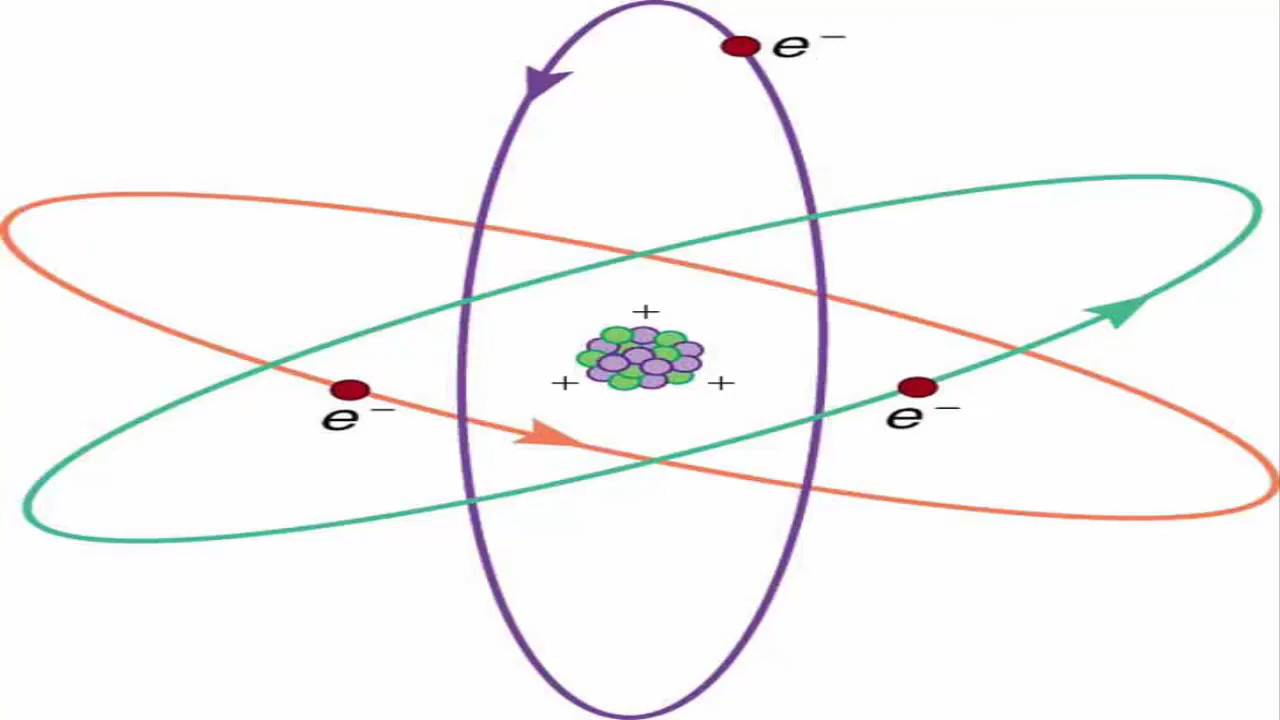 e⁻
+
+ +
e⁻ e⁻